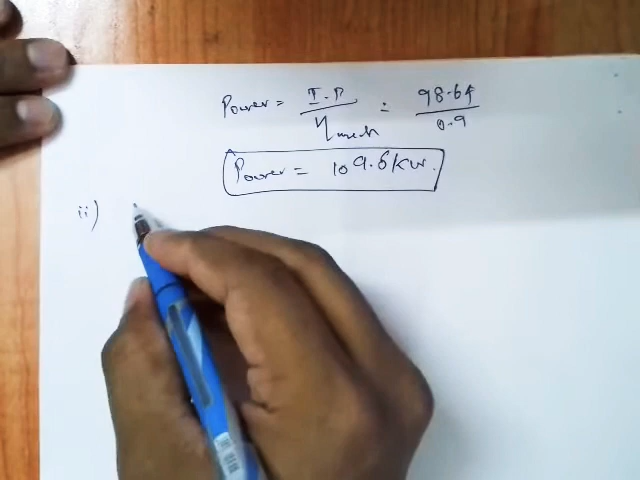 Power = I.P / ηmech = 98.64 / 0.9
Power = 109.6 kw.
ii)